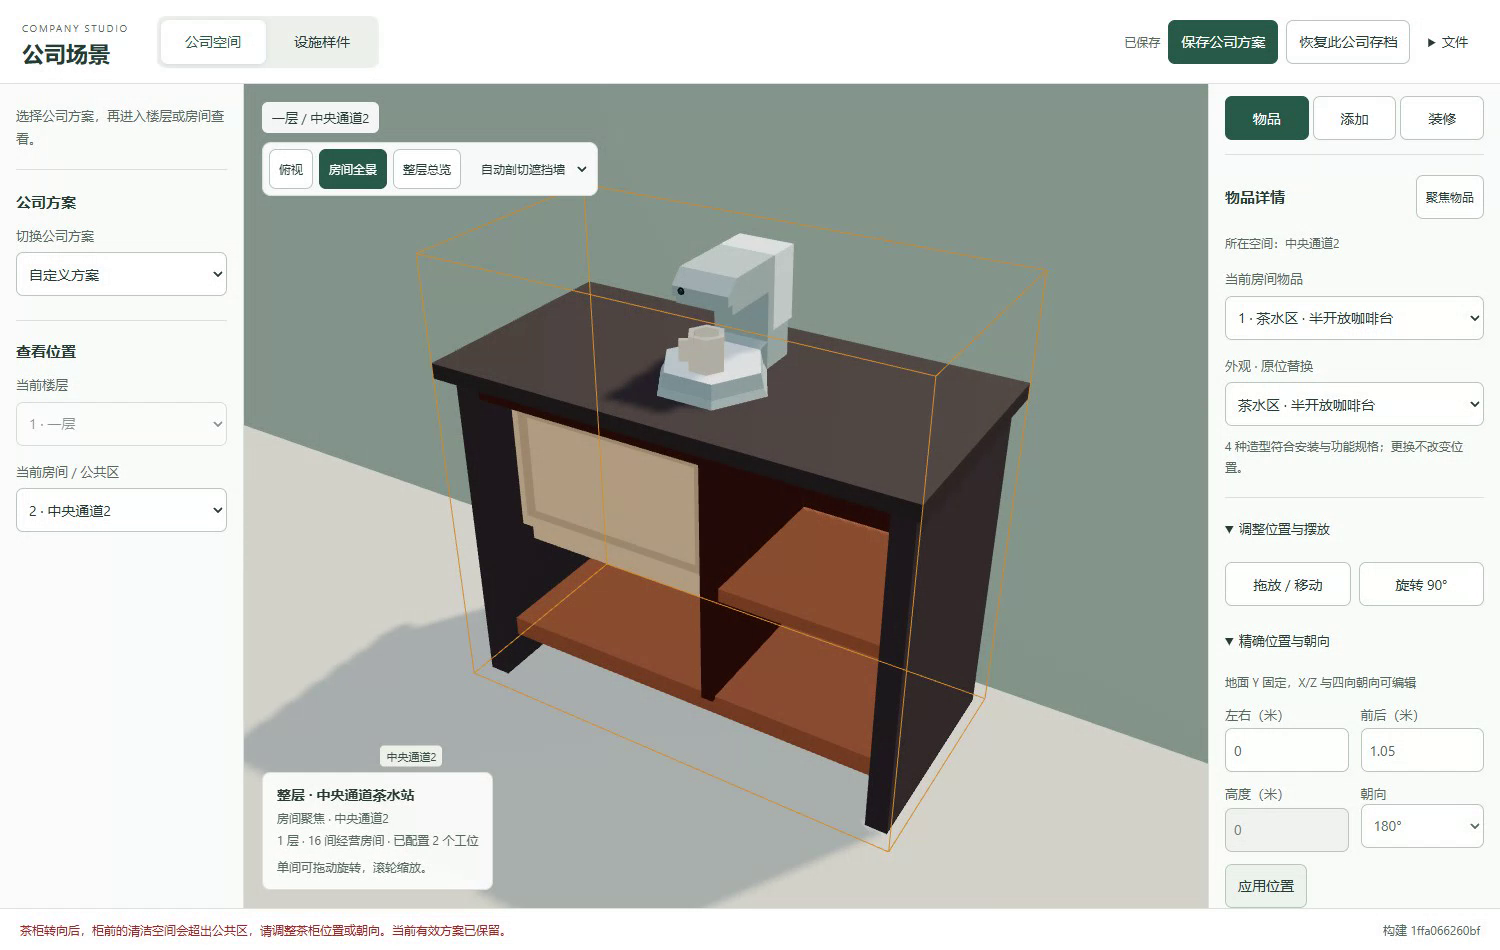 COMPANY STUDIO
公司场景
公司空间
设施样件
已保存
保存公司方案
恢复此公司存档
▶ 文件
选择公司方案，再进入楼层或房间查
看。
公司方案
切换公司方案
自定义方案
查看位置
当前楼层
1 · 一层
当前房间 / 公共区
2 · 中央通道2
一层 / 中央通道2
俯视
房间全景
整层总览
自动剖切遮挡墙
中央通道2
整层 · 中央通道茶水站
房间聚焦 · 中央通道2
1 层 · 16 间经营房间 · 已配置 2 个工位
单间可拖动旋转，滚轮缩放。
物品
添加
装修
物品详情
聚焦物品
所在空间：中央通道2
当前房间物品
1 · 茶水区 · 半开放咖啡台
外观 · 原位替换
茶水区 · 半开放咖啡台
4 种造型符合安装与功能规格；更换不改变位
置。
▼ 调整位置与摆放
拖放 / 移动
旋转 90°
▼ 精确位置与朝向
地面 Y 固定，X/Z 与四向朝向可编辑
左右（米）
前后（米）
0
1.05
高度（米）
朝向
0
180°
应用位置
茶柜转向后，柜前的清洁空间会超出公共区，请调整茶柜位置或朝向。当前有效方案已保留。
构建 1ffa066260bf